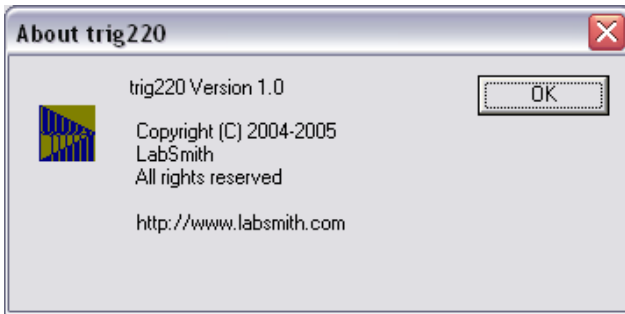 About trig220
trig220 Version 1.0
OK
Copyright (C) 2004-2005
LabSmith
All rights reserved
http://www.labsmith.com